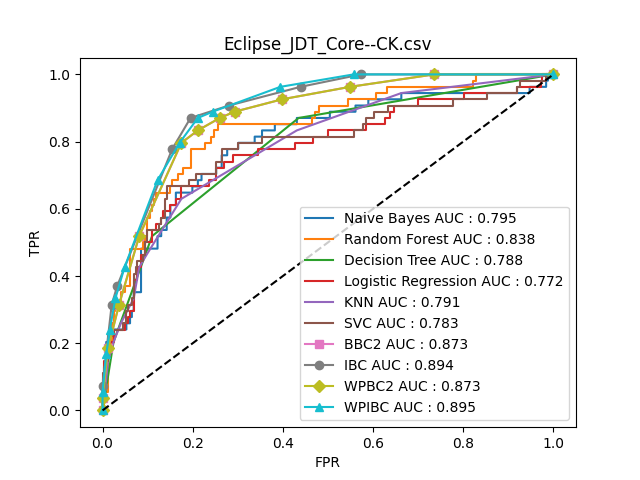 Eclipse_JDT_Core--CK.csv
TPR
1.0
0.8
0.6
0.4
0.2
0.0
Naive Bayes AUC : 0.795
Random Forest AUC : 0.838
Decision Tree AUC : 0.788
Logistic Regression AUC : 0.772
KNN AUC : 0.791
SVC AUC : 0.783
BBC2 AUC : 0.873
IBC AUC : 0.894
WPBC2 AUC : 0.873
WPIBC AUC : 0.895
0.0 0.2 0.4 0.6 0.8 1.0
FPR